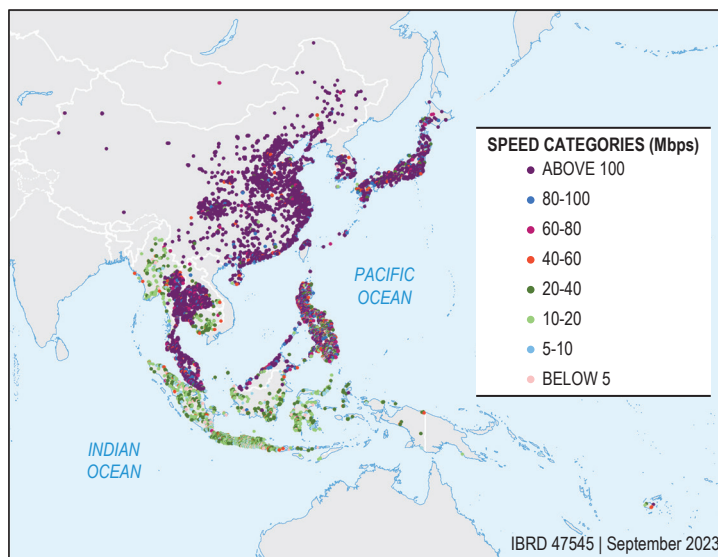 SPEED CATEGORIES (Mbps)
ABOVE 100
80-100
60-80
40-60
20-40
10-20
5-10
BELOW 5
PACIFIC
OCEAN
INDIAN
OCEAN
IBRD 47545 | September 2023